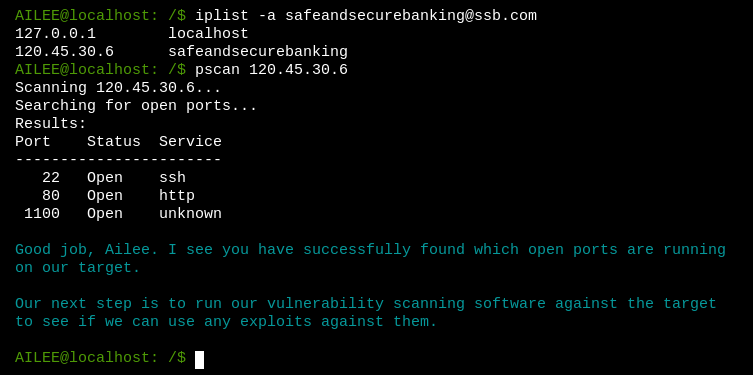 AILEE@localhost: /$ iplist -a safeandsecurebanking@ssb.com
127.0.0.1        localhost
120.45.30.6      safeandsecurebanking
AILEE@localhost: /$ pscan 120.45.30.6
Scanning 120.45.30.6...
Searching for open ports...
Results:
Port    Status  Service
-----------------------
   22   Open    ssh
   80   Open    http
 1100   Open    unknown
Good job, Ailee. I see you have successfully found which open ports are running
on our target.
Our next step is to run our vulnerability scanning software against the target
to see if we can use any exploits against them.
AILEE@localhost: /$